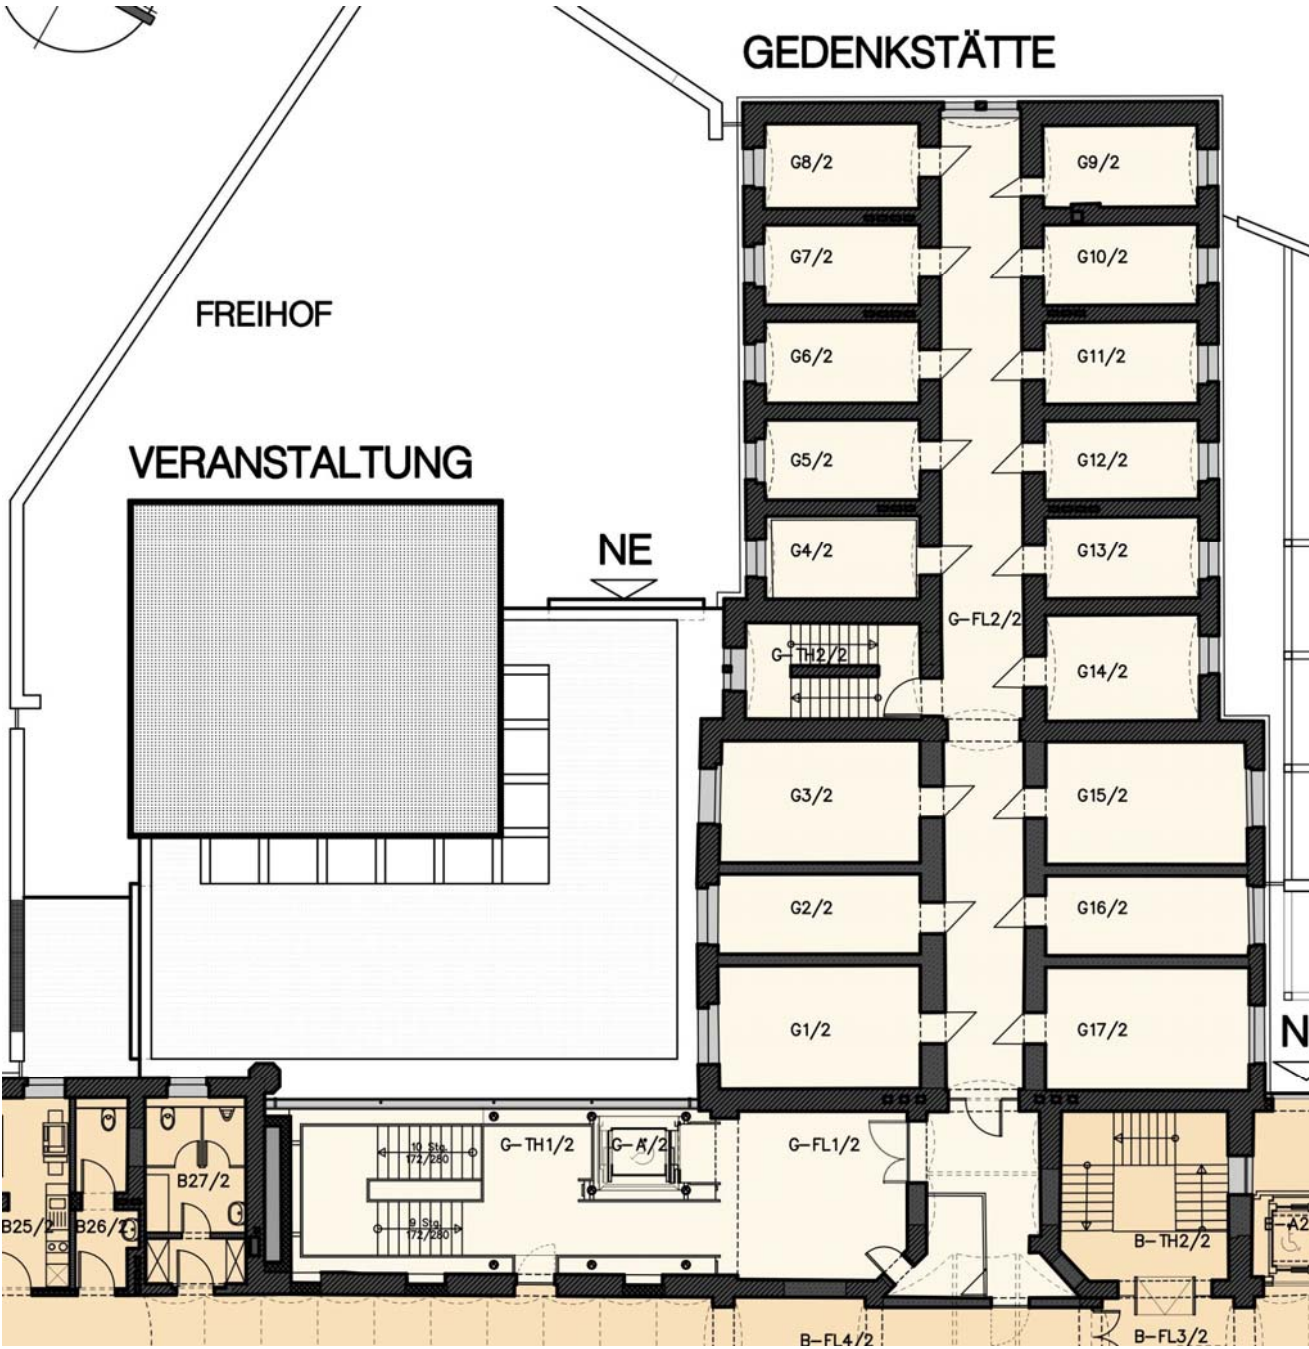 GEDENKSTÄTTE
G8/2
G9/2
G7/2
G10/2
FREIHOF
G6/2
G11/2
VERANSTALTUNG
G5/2
G12/2
NE
G4/2
G13/2
G-FL2/2
G-TH2/2
G14/2
G3/2
G15/2
G2/2
G16/2
G1/2
G17/2
N
10 Stg.
172/280
G-TH1/2
G-A/2
G-FL1/2
B27/2
B25/2
B26/2
9 Stg.
172/280
B-A2
B-TH2/2
B-FL4/2
B-FL3/2